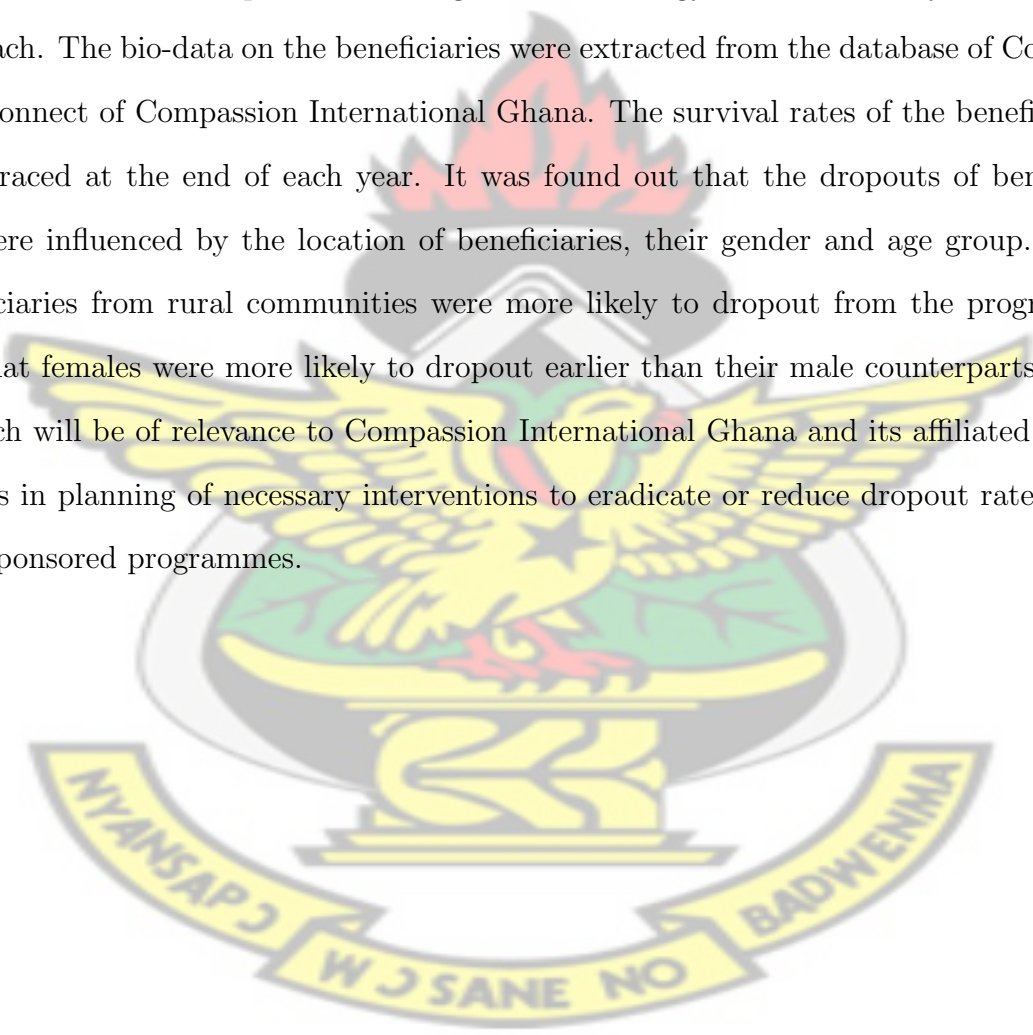 ach. The bio-data on the beneficiaries were extracted from the database of Co
onnect of Compassion International Ghana. The survival rates of the benefi
raced at the end of each year. It was found out that the dropouts of ben
ere influenced by the location of beneficiaries, their gender and age group.
ciaries from rural communities were more likely to dropout from the progr
at females were more likely to dropout earlier than their male counterparts
ch will be of relevance to Compassion International Ghana and its affiliated
s in planning of necessary interventions to eradicate or reduce dropout rate
ponsored programmes.
NYANSAPƆ
WƆSANE NO
BADWENMA